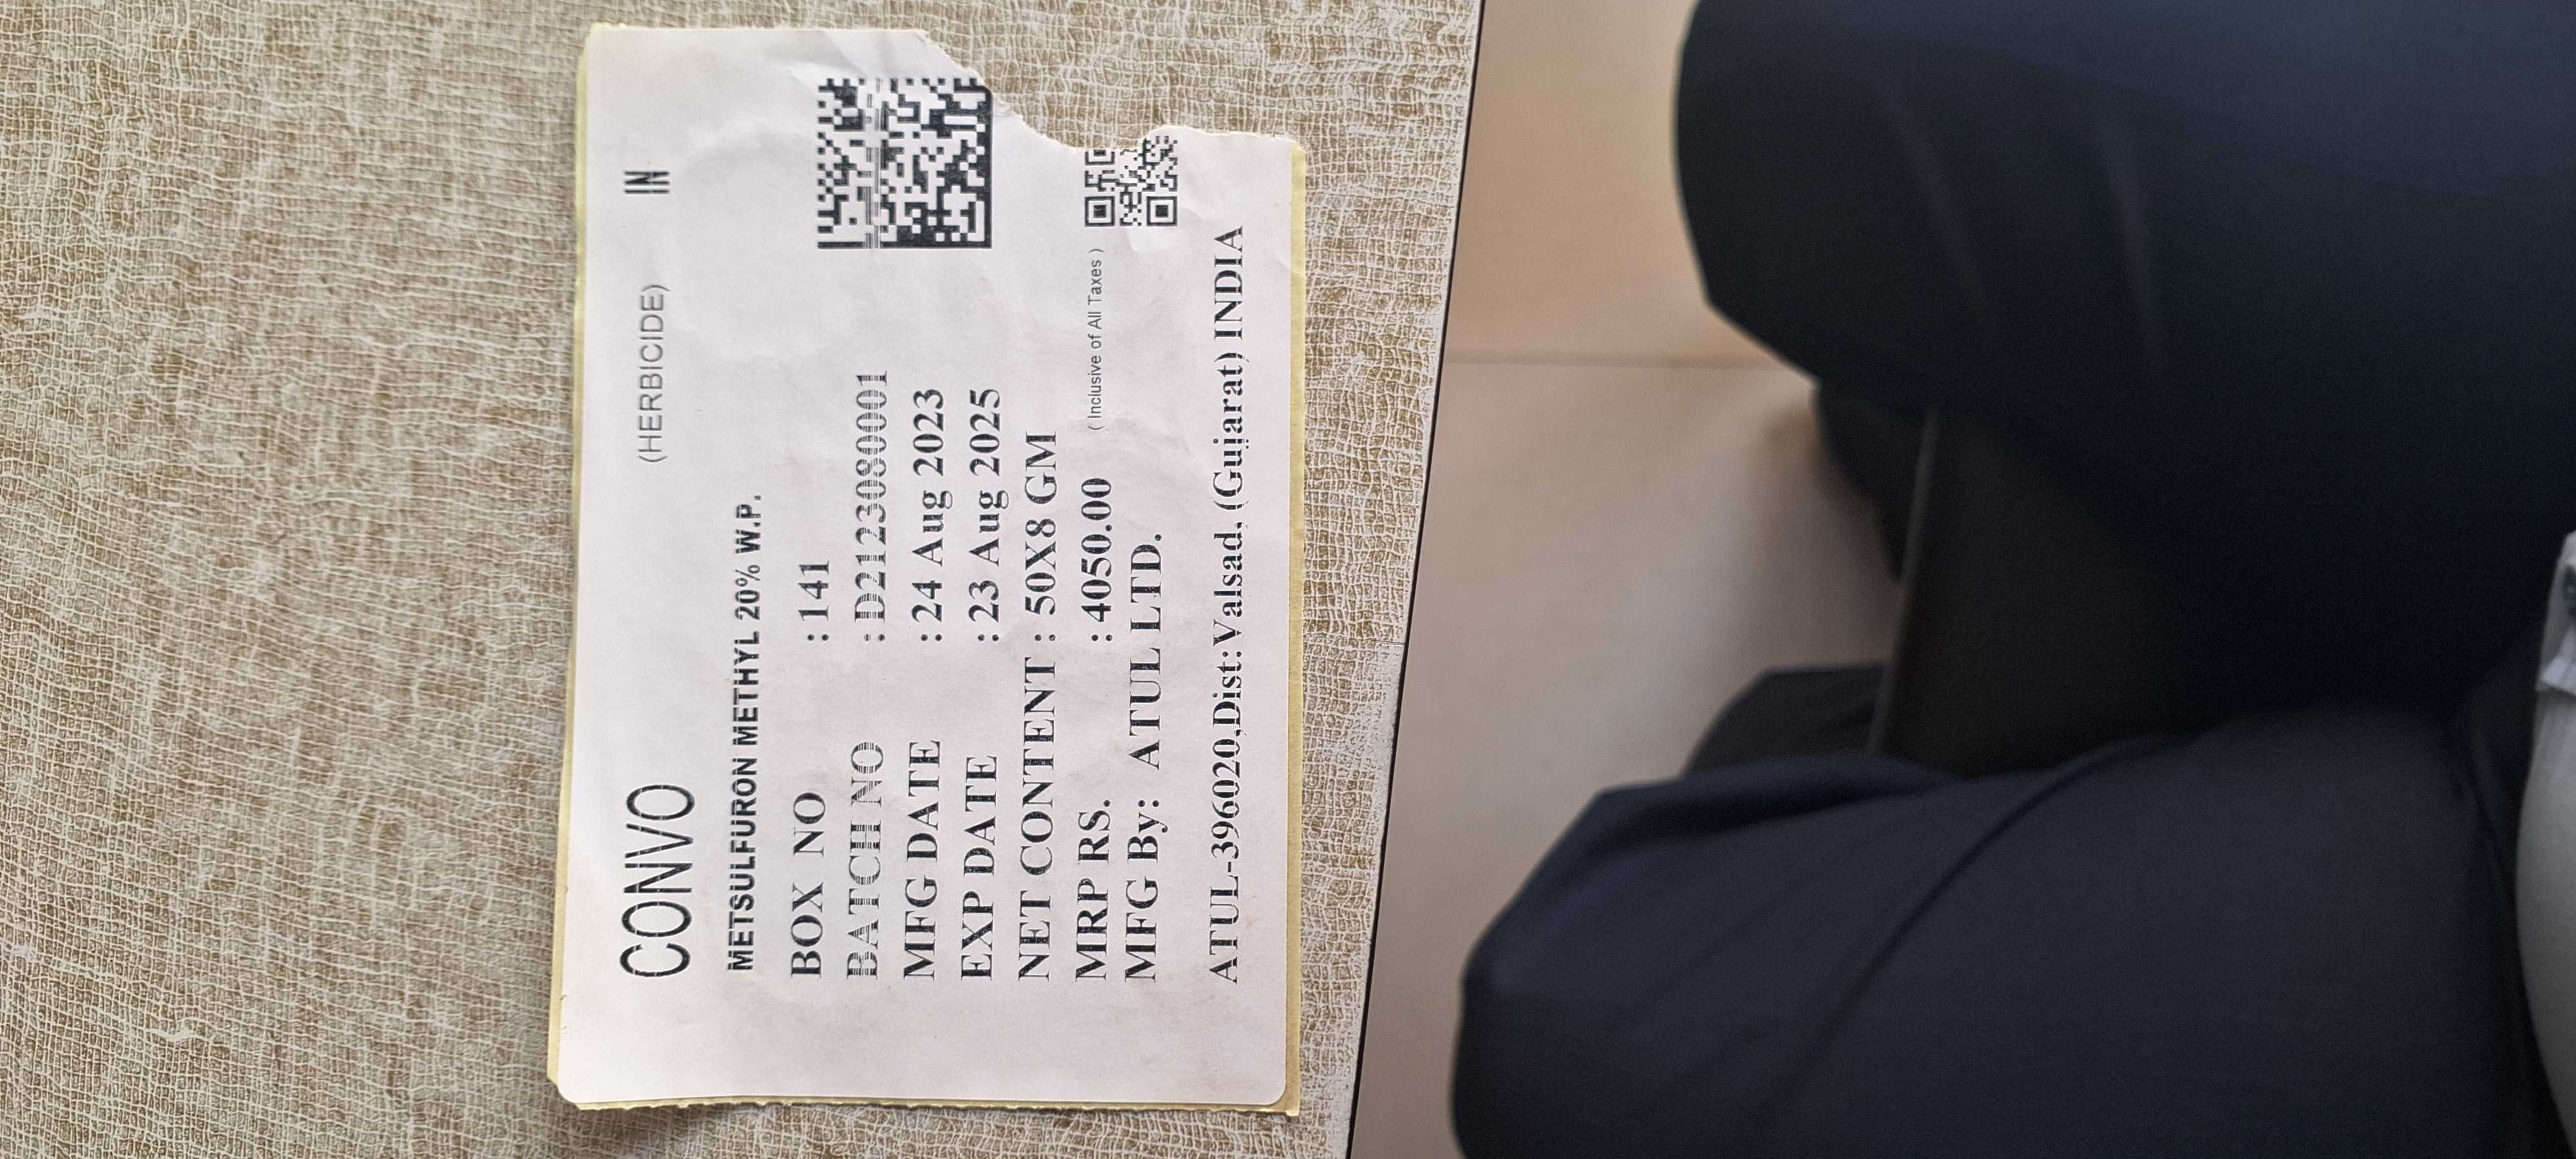 CONVO (HERBICIDE) IN
METSULFURON METHYL 20% W.P.
BOX NO : 141
BATCH NO : D2123080001
MFG DATE : 24 Aug 2023
EXP DATE : 23 Aug 2025
NET CONTENT : 50X8 GM
MRP RS. : 4050.00 ( Inclusive of All Taxes )
MFG By: ATUL LTD.
ATUL-396020,Dist:Valsad, (Gujarat) INDIA